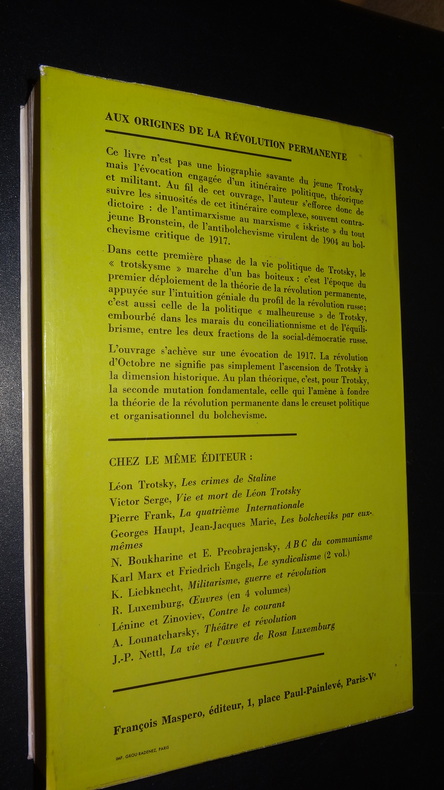 AUX ORIGINES DE LA RÉVOLUTION PERMANENTE
Ce livre n'est pas une biographie savante du jeune Trotsky
mais l'évocation engagée d'un itinéraire politique, théorique
et militant. Au fil de cet ouvrage, l'auteur s'efforce donc de
suivre les sinuosités de cet itinéraire complexe, souvent contra-
dictoire : de l'antimarxisme au marxisme « iskriste » du tout
jeune Bronstein, de l'antibolchevisme virulent de 1904 au bol-
chevisme critique de 1917.
Dans cette première phase de la vie politique de Trotsky, le
« trotskysme » marche d'un bas boiteux : c'est l'époque du
premier déploiement de la théorie de la révolution permanente,
appuyée sur l'intuition géniale du profil de la révolution russe ;
c'est aussi celle de la politique « malheureuse » de Trotsky,
embourbé dans les marais du conciliationnisme et de l'équili-
brisme, entre les deux fractions de la social-démocratie russe.
L'ouvrage s'achève sur une évocation de 1917. La révolution
d'Octobre ne signifie pas simplement l'ascension de Trotsky à
la dimension historique. Au plan théorique, c'est, pour Trotsky,
la seconde mutation fondamentale, celle qui l'amène à fondre
la théorie de la révolution permanente dans le creuset politique
et organisationnel du bolchevisme.
CHEZ LE MÊME ÉDITEUR :
Léon Trotsky, Les crimes de Staline
Victor Serge, Vie et mort de Léon Trotsky
Pierre Frank, La quatrième Internationale
Georges Haupt, Jean-Jacques Marie, Les bolcheviks par eux-
mêmes
N. Boukharine et E. Preobrajensky, A B C du communisme
Karl Marx et Friedrich Engels, Le syndicalisme (2 vol.)
K. Liebknecht, Militarisme, guerre et révolution
R. Luxemburg, Œuvres (en 4 volumes)
Lénine et Zinoviev, Contre le courant
A. Lounatcharsky, Théâtre et révolution
J.-P. Nettl, La vie et l'œuvre de Rosa Luxemburg
François Maspero, éditeur, 1, place Paul-Painlevé, Paris-Vᵉ
IMP. PARIS